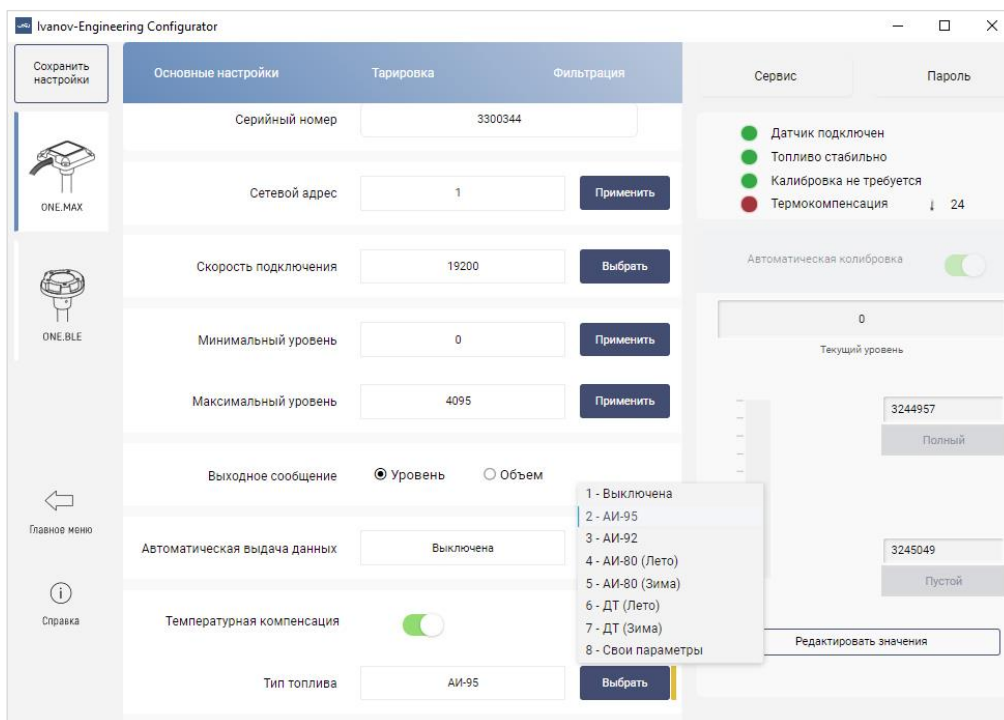 Ivanov-Engineering Configurator
Сохранить
настройки
Основные настройки
Тарировка
Фильтрация
Сервис
Пароль
Серийный номер
3300344
Датчик подключен
Топливо стабильно
Калибровка не требуется
Термокомпенсация ↓ 24
ONE.MAX
Сетевой адрес
1
Применить
Скорость подключения
19200
Выбрать
Автоматическая колибровка
ONE.BLE
Минимальный уровень
0
Применить
0
Текущий уровень
Максимальный уровень
4095
Применить
3244957
Полный
Выходное сообщение
Уровень
Объем
1 - Выключена
2 - АИ-95
3 - АИ-92
4 - АИ-80 (Лето)
5 - АИ-80 (Зима)
6 - ДТ (Лето)
7 - ДТ (Зима)
8 - Свои параметры
Главное меню
Автоматическая выдача данных
Выключена
3245049
Пустой
Справка
Температурная компенсация
Редактировать значения
Тип топлива
АИ-95
Выбрать